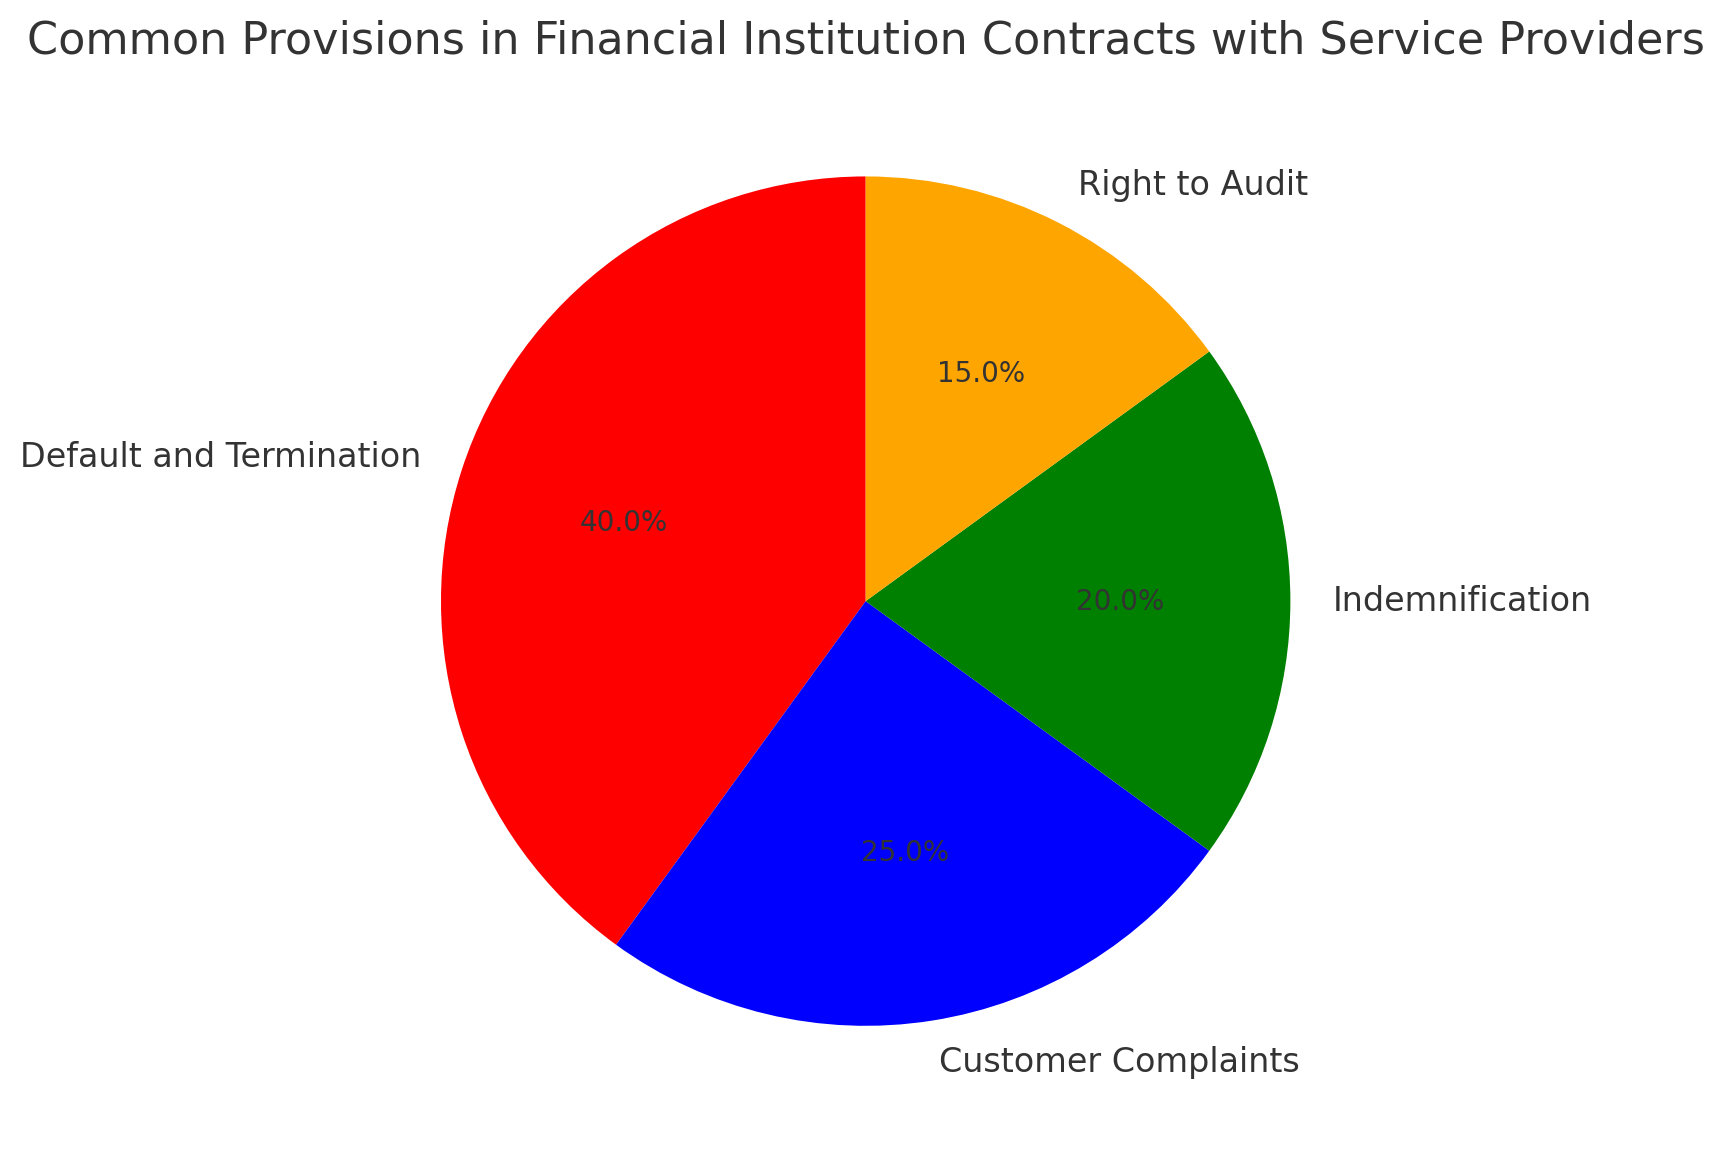 Common Provisions in Financial Institution Contracts with Service Providers
Right to Audit
15.0%
Default and Termination
40.0%
20.0%
Indemnification
25.0%
Customer Complaints